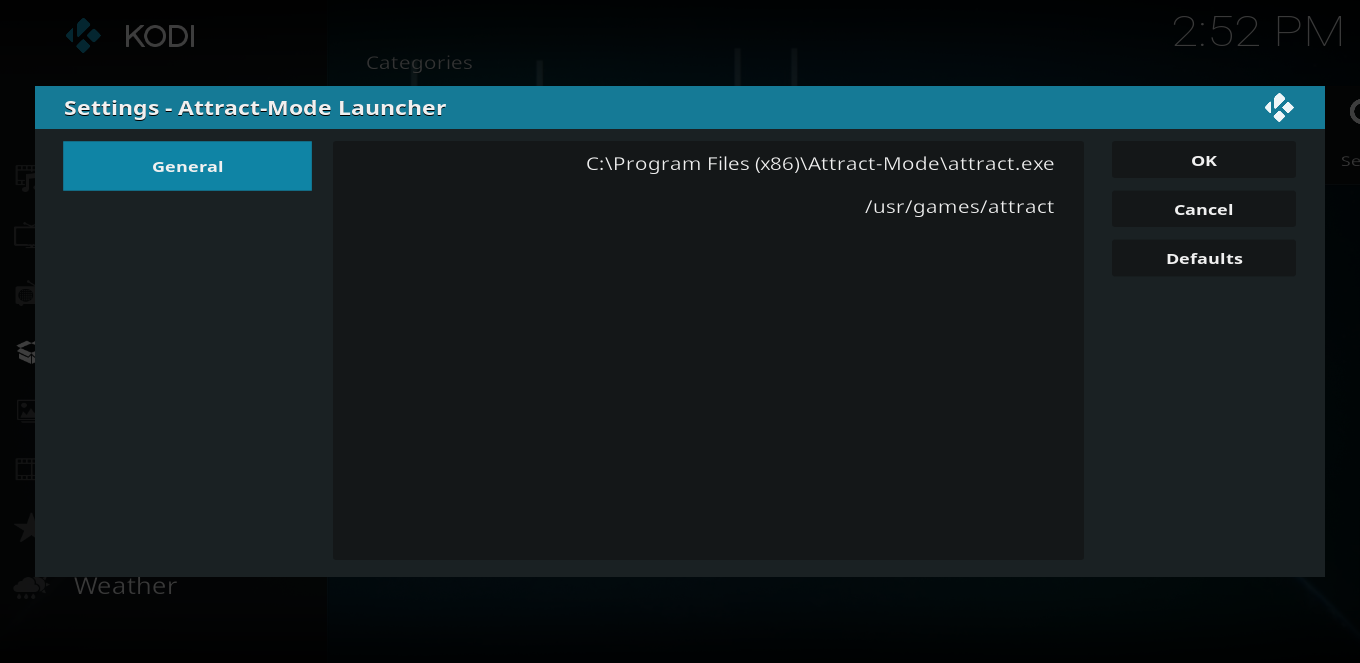 KODI
2:52 PM
Categories
Settings - Attract-Mode Launcher
General
C:\Program Files (x86)\Attract-Mode\attract.exe
/usr/games/attract
OK
Cancel
Defaults
Se
Weather